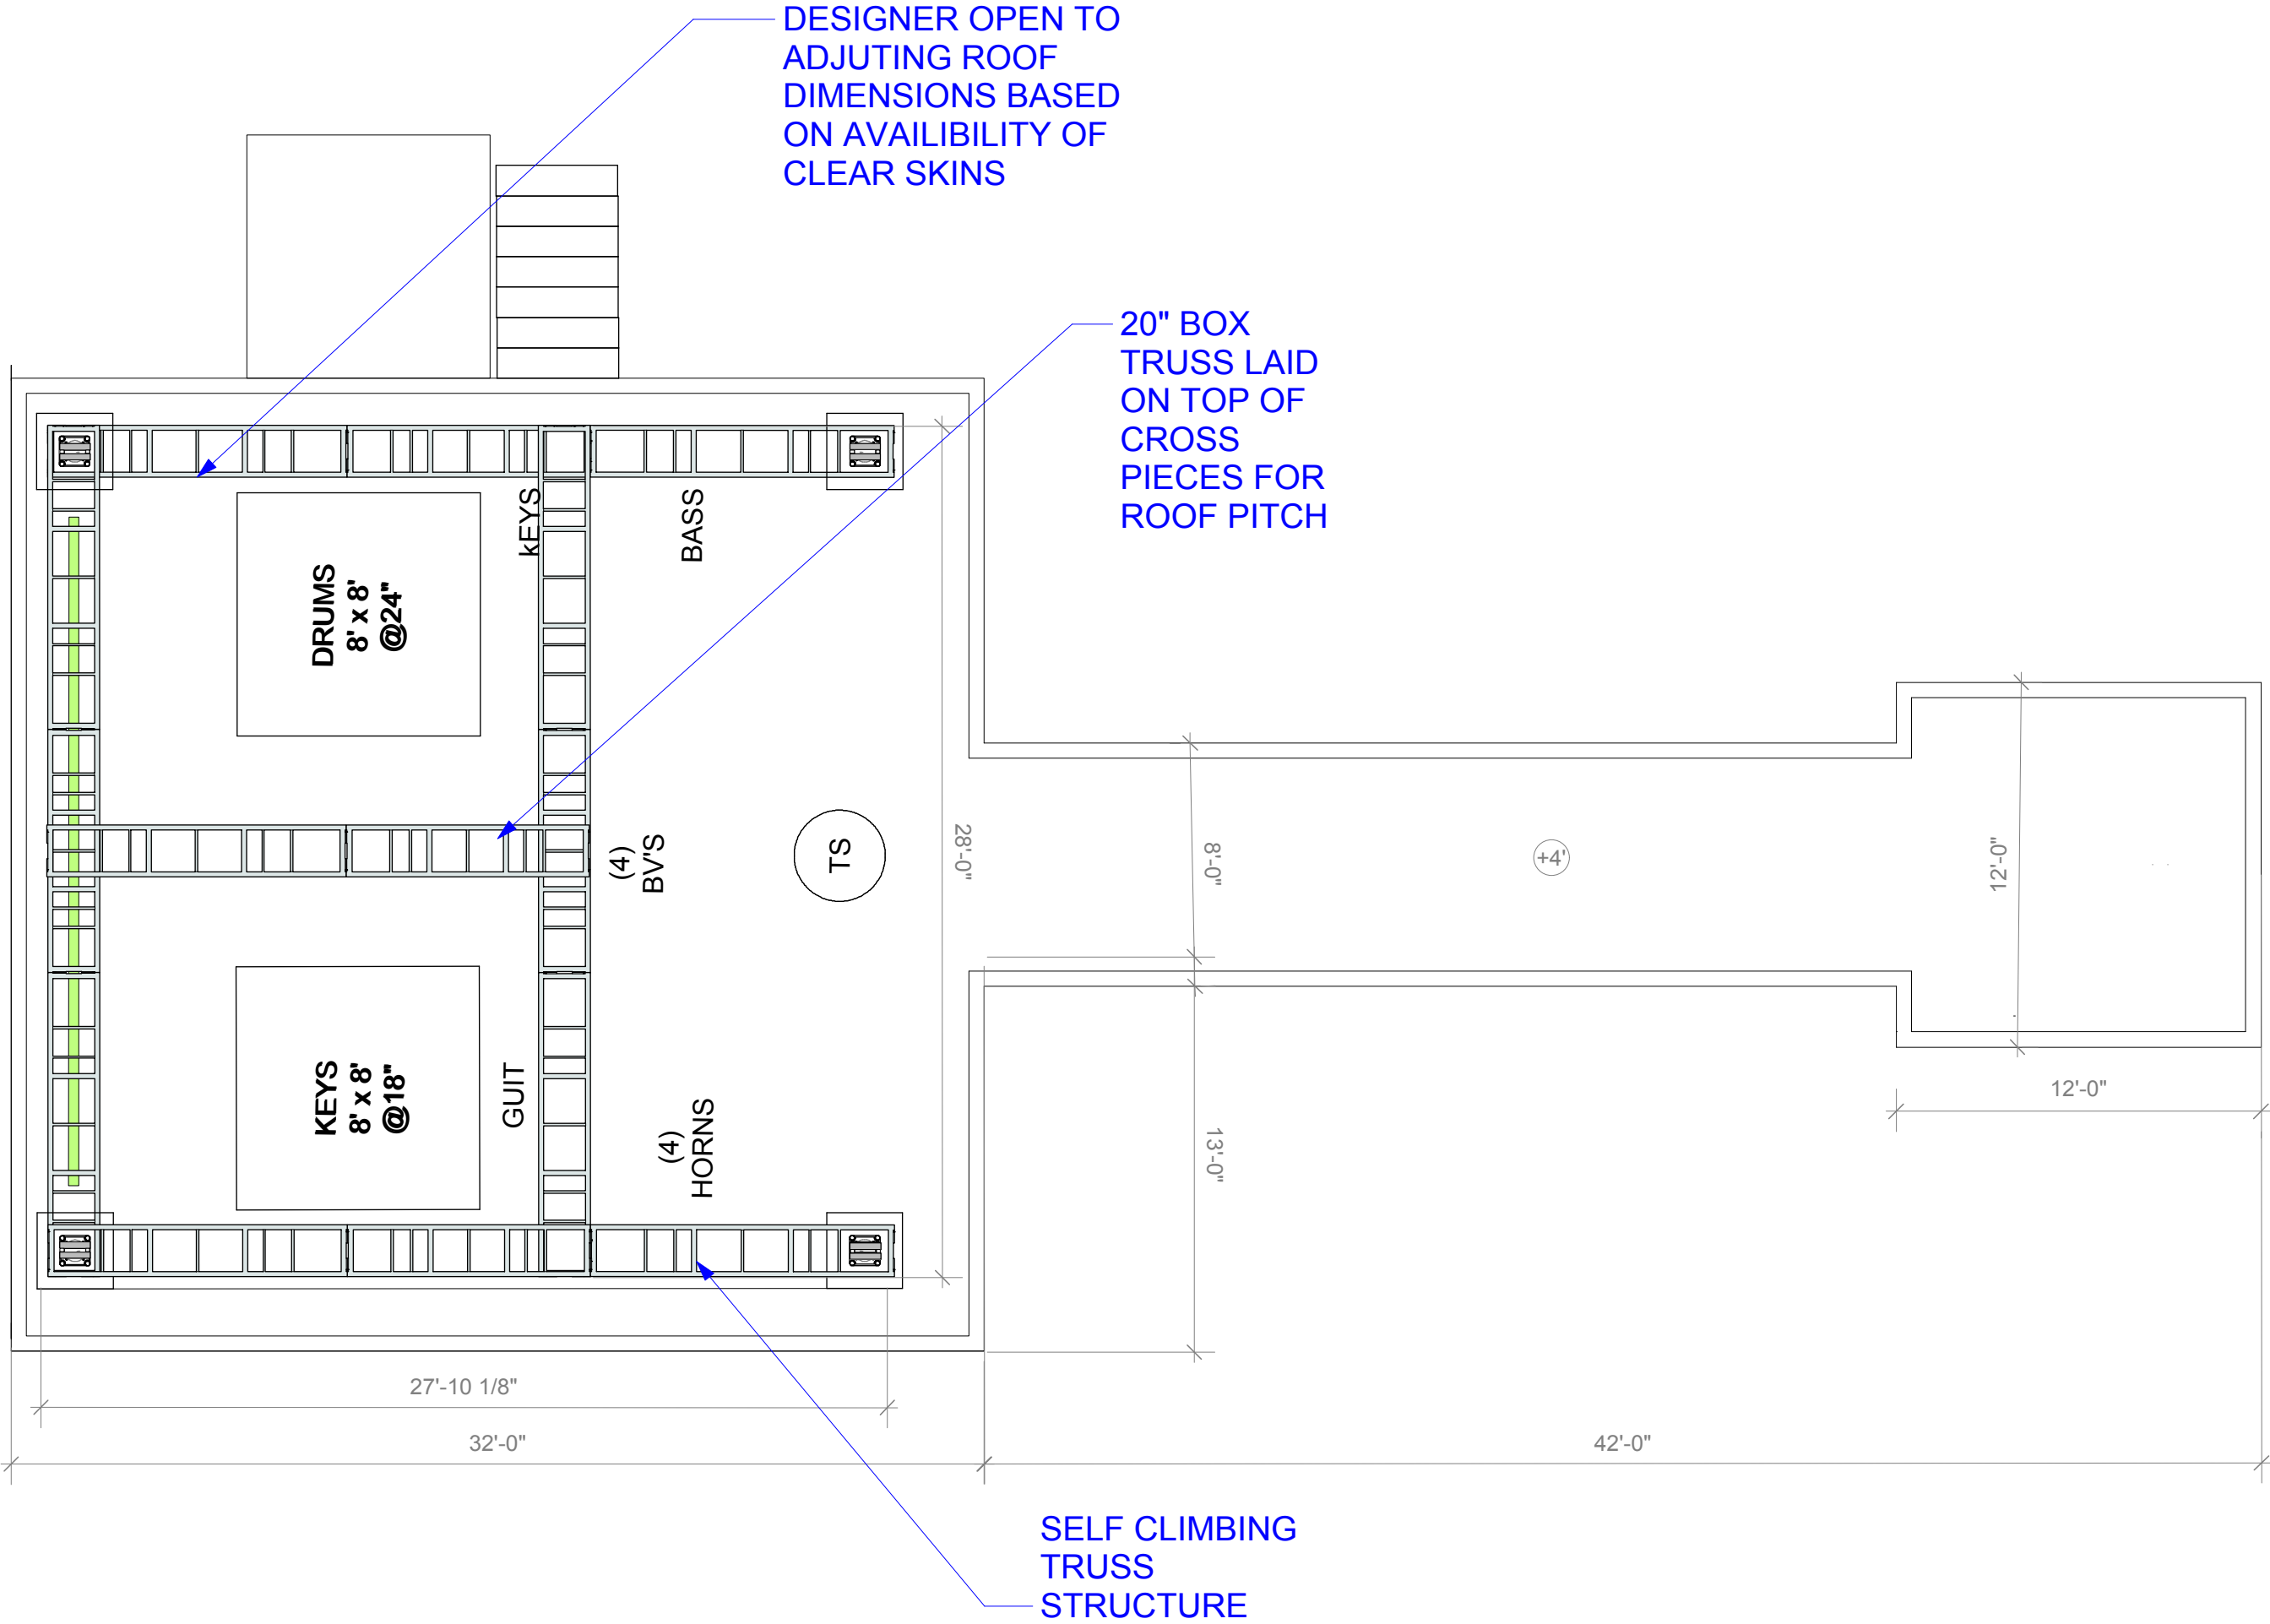 DESIGNER OPEN TO
ADJUTING ROOF
DIMENSIONS BASED
ON AVAILIBILITY OF
CLEAR SKINS
20" BOX
TRUSS LAID
ON TOP OF
CROSS
PIECES FOR
ROOF PITCH
kEYS
BASS
DRUMS
8' x 8'
@24"
(4)
BV'S
TS
28'-0"
8'-0"
+4'
12'-0"
KEYS
8' x 8'
@18"
GUIT
(4)
HORNS
13'-0"
12'-0"
27'-10 1/8"
32'-0"
42'-0"
SELF CLIMBING
TRUSS
STRUCTURE